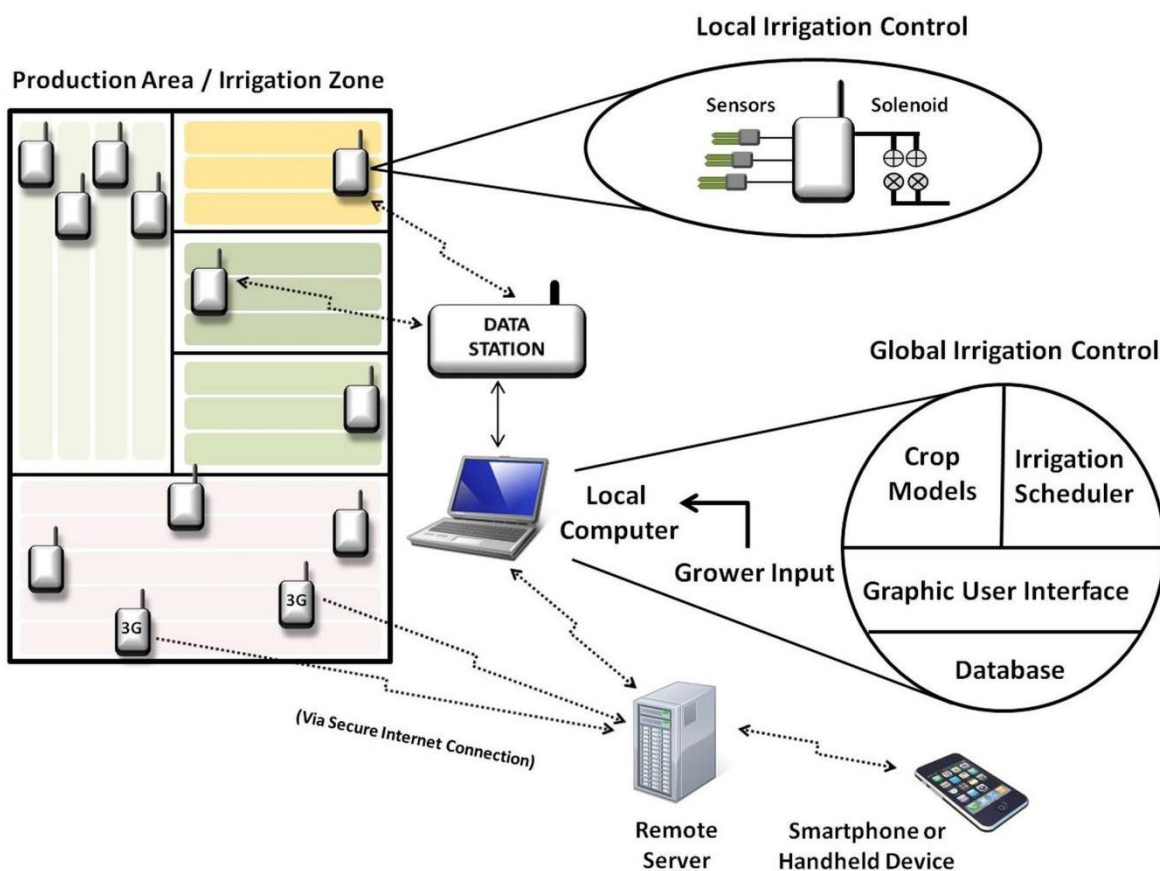 Local Irrigation Control
Production Area / Irrigation Zone
Sensors
Solenoid
DATA
STATION
Global Irrigation Control
Crop
Models
Irrigation
Scheduler
Local
Computer
Grower Input
Graphic User Interface
Database
3G
3G
(Via Secure Internet Connection)
Remote
Server
Smartphone or
Handheld Device